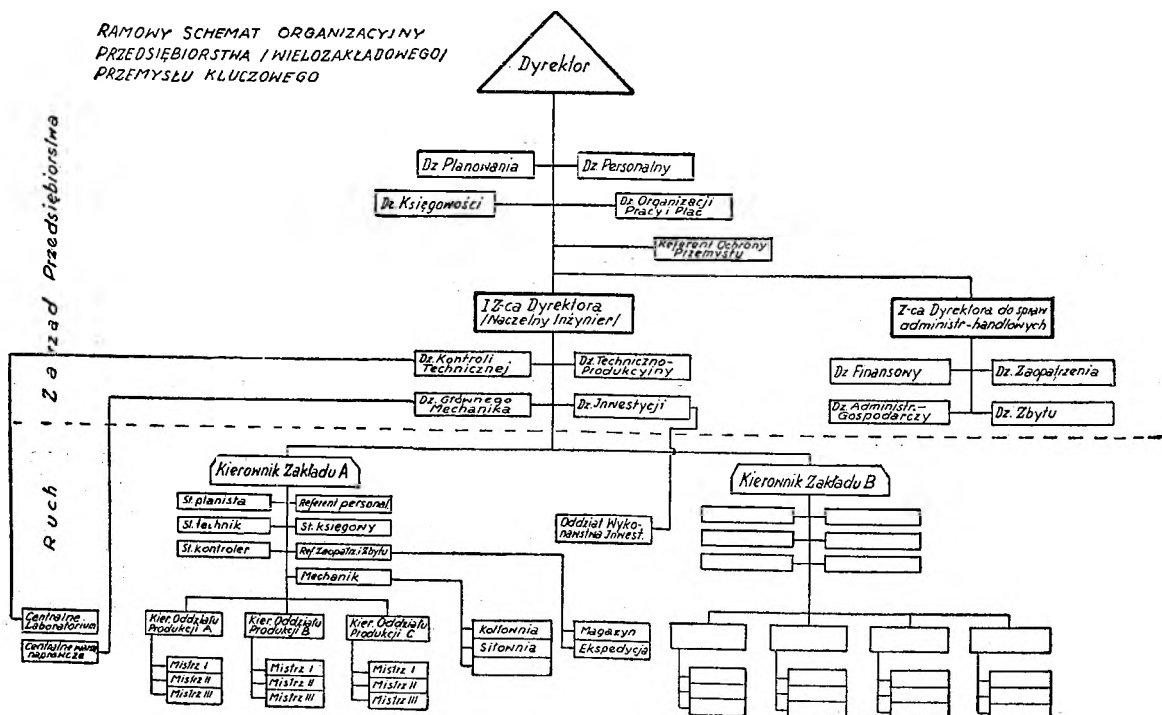 RAMOWY SCHEMAT ORGANIZACYJNY
PRZEDSIĘBIORSTWA /WIELOZAKŁADOWEGO/
PRZEMYSŁU KLUCZOWEGO
Dyrektor
Zarząd Przedsiębiorstwa
Dz Planowania
Dz. Personalny
Dz. Księgowości
Dz. Organizacji
Pracy i Płac
Referent Ochrony
Przemysłu
I Z-ca Dyrektora
/Naczelny Inżynier/
Z-ca Dyrektora do spraw
administr-handlowych
Dz. Kontroli
Technicznej
Dz. Techniczno-
Produkcyjny
Dz Finansowy
Dz. Zaopatrzenia
Dz. Głównego
Mechanika
Dz. Inwestycji
Dz. Administr.-
Gospodarczy
Dz. Zbytu
Ruch
Kierownik Zakładu A
Kierownik Zakładu B
St. planista
Referent personal.
St. technik
St. księgowy
St. kontroler
Ref. Zaopatrz. i Zbytu
Mechanik
Oddział Wyko-
nawstwa Inwest.
Centralne
Laboratorium
Centralne warszt.
naprawcze
Kier. Oddziału
Produkcji A
Kier. Oddziału
Produkcji B
Kier. Oddziału
Produkcji C
Kotłownia
Siłownia
Magazyn
Ekspedycja
Mistrz I
Mistrz II
Mistrz III
Mistrz I
Mistrz II
Mistrz III
Mistrz I
Mistrz II
Mistrz III